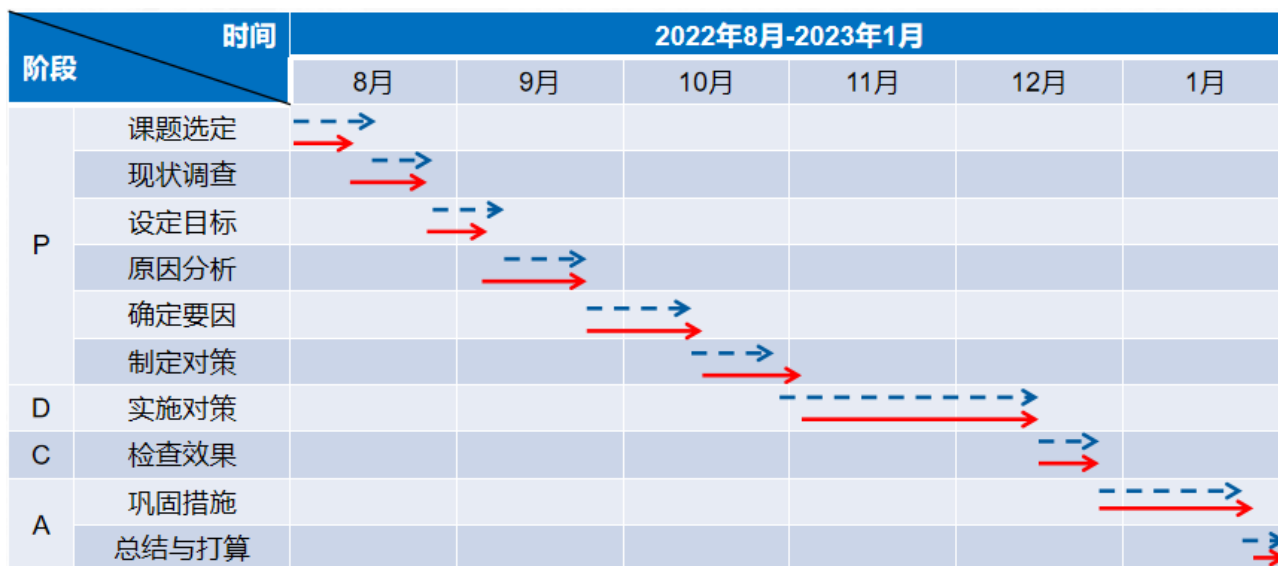 时间
2022年8月-2023年1月
阶段
8月
9月
10月
11月
12月
1月
P
课题选定
现状调查
设定目标
原因分析
确定要因
制定对策
D
实施对策
C
检查效果
A
巩固措施
总结与打算